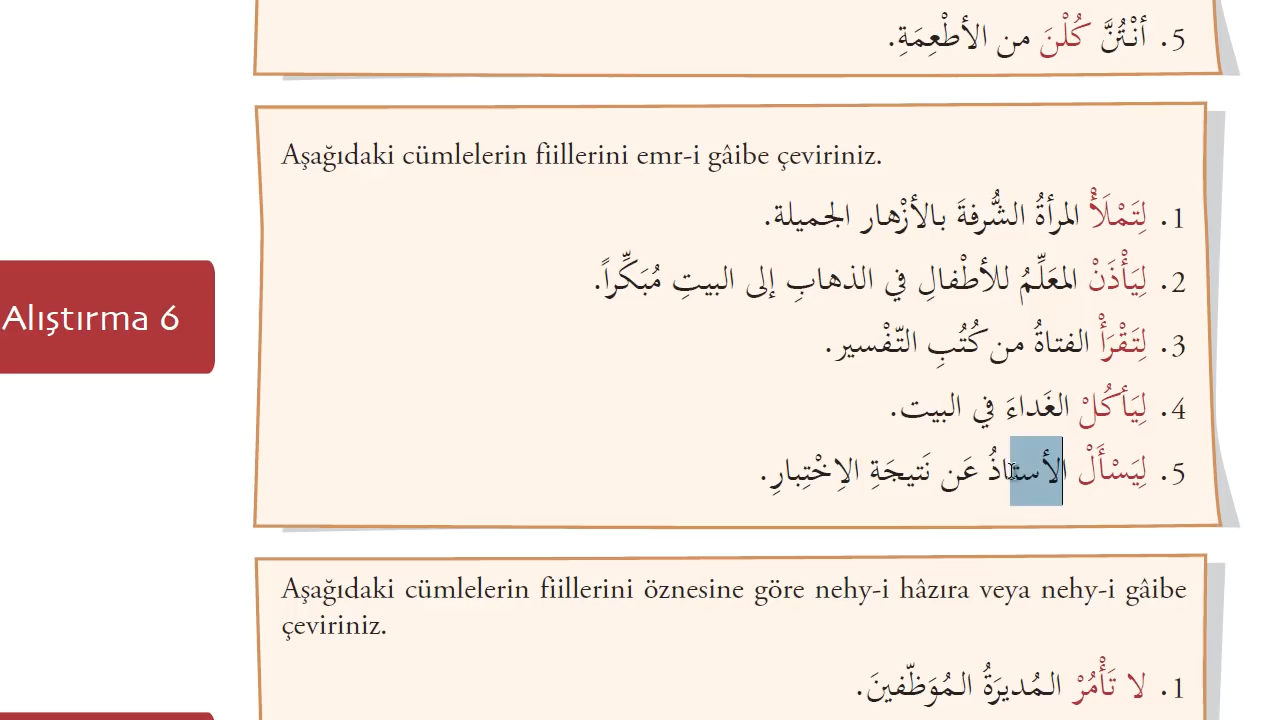 5. أنْتُنَّ كُلْنَ من الأطْعِمَةِ.
Aşağıdaki cümlelerin fiillerini emr-i gâibe çeviriniz.
1. لِتَمْلَأْ المرأةُ الشُّرفةَ بالأزْهار الجميلة.
2. لِيَأْذَنْ المعَلِّمُ للأطْفالِ في الذهابِ إلى البيتِ مُبَكِّراً.
Alıştırma 6
3. لِتَقْرَأْ الفتاةُ من كُتُبِ التّفْسير.
4. لِيَأكُلْ الغَداءَ في البيت.
5. لِيَسْأَلْ الأستاذُ عَن نَتيجَةِ الاِخْتِبارِ.
Aşağıdaki cümlelerin fiillerini öznesine göre nehy-i hâzıra veya nehy-i gâibe
çeviriniz.
1. لا تَأْمُرْ المُديرَةُ المُوَظّفينَ.